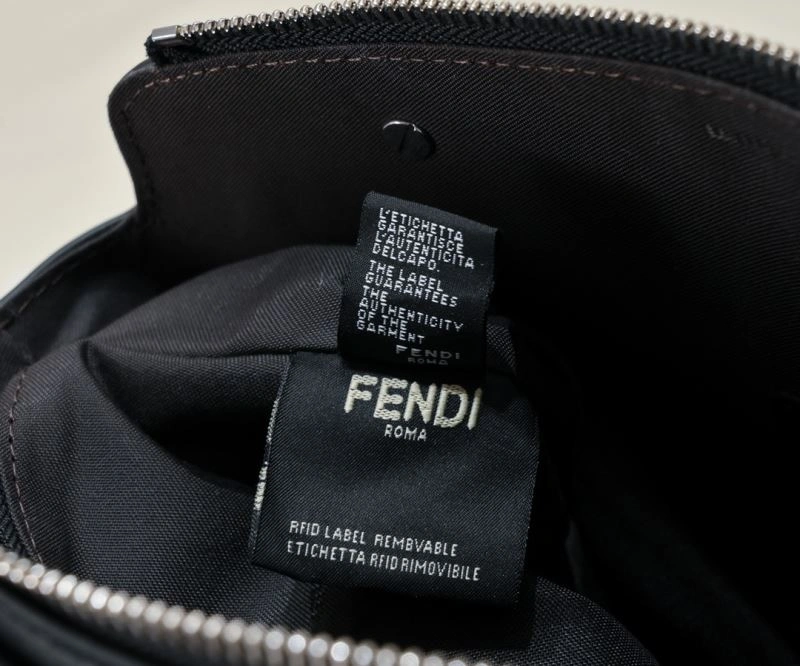 L'ETICHETTA
GARANTISCE
L'AUTENTICITA
DELCAPO.
THE LABEL
GUARANTEES
THE
AUTHENTICITY
OF THE
GARMENT
FENDI
ROMA
FENDI
ROMA
RFID LABEL REMBVABLE
ETICHETTA RFID RIMOVIBILE